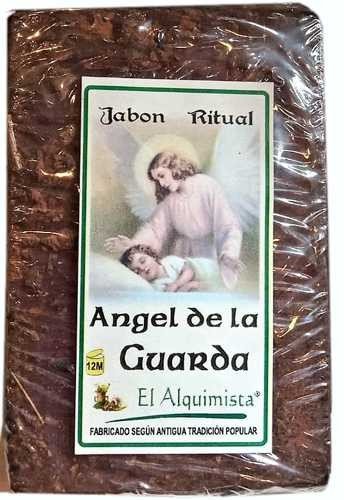 Jabon Ritual
Angel de la
Guarda
12M
El Alquimista®
FABRICADO SEGÚN ANTIGUA TRADICIÓN POPULAR